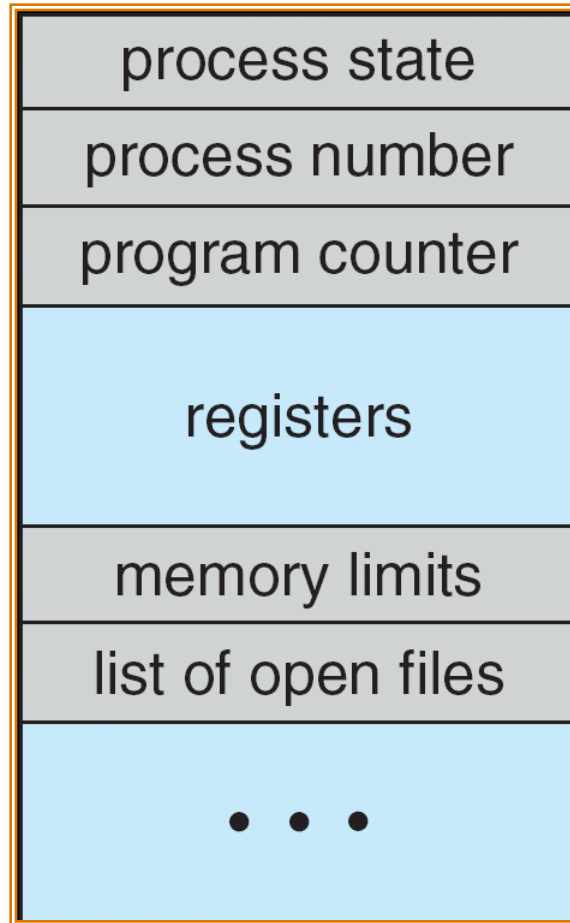 process state
process number
program counter
registers
memory limits
list of open files
• • •